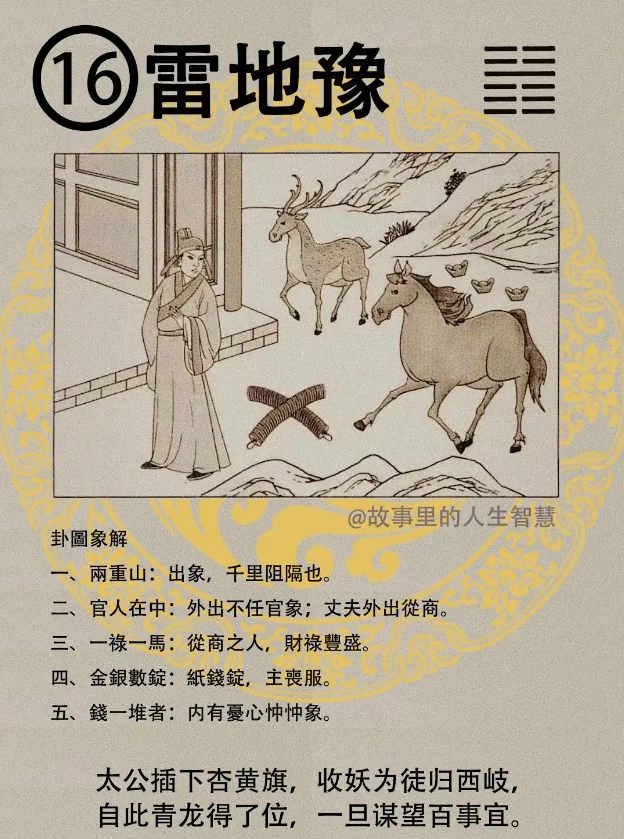 16 雷地豫
@故事里的人生智慧
卦圖象解
一、兩重山：出象，千里阻隔也。
二、官人在中：外出不任官象；丈夫外出從商。
三、一祿一馬：從商之人，財祿豐盛。
四、金銀數錠：紙錢錠，主喪服。
五、錢一堆者：内有憂心忡忡象。
太公插下杏黄旗，收妖为徒归西岐，
自此青龙得了位，一旦谋望百事宜。